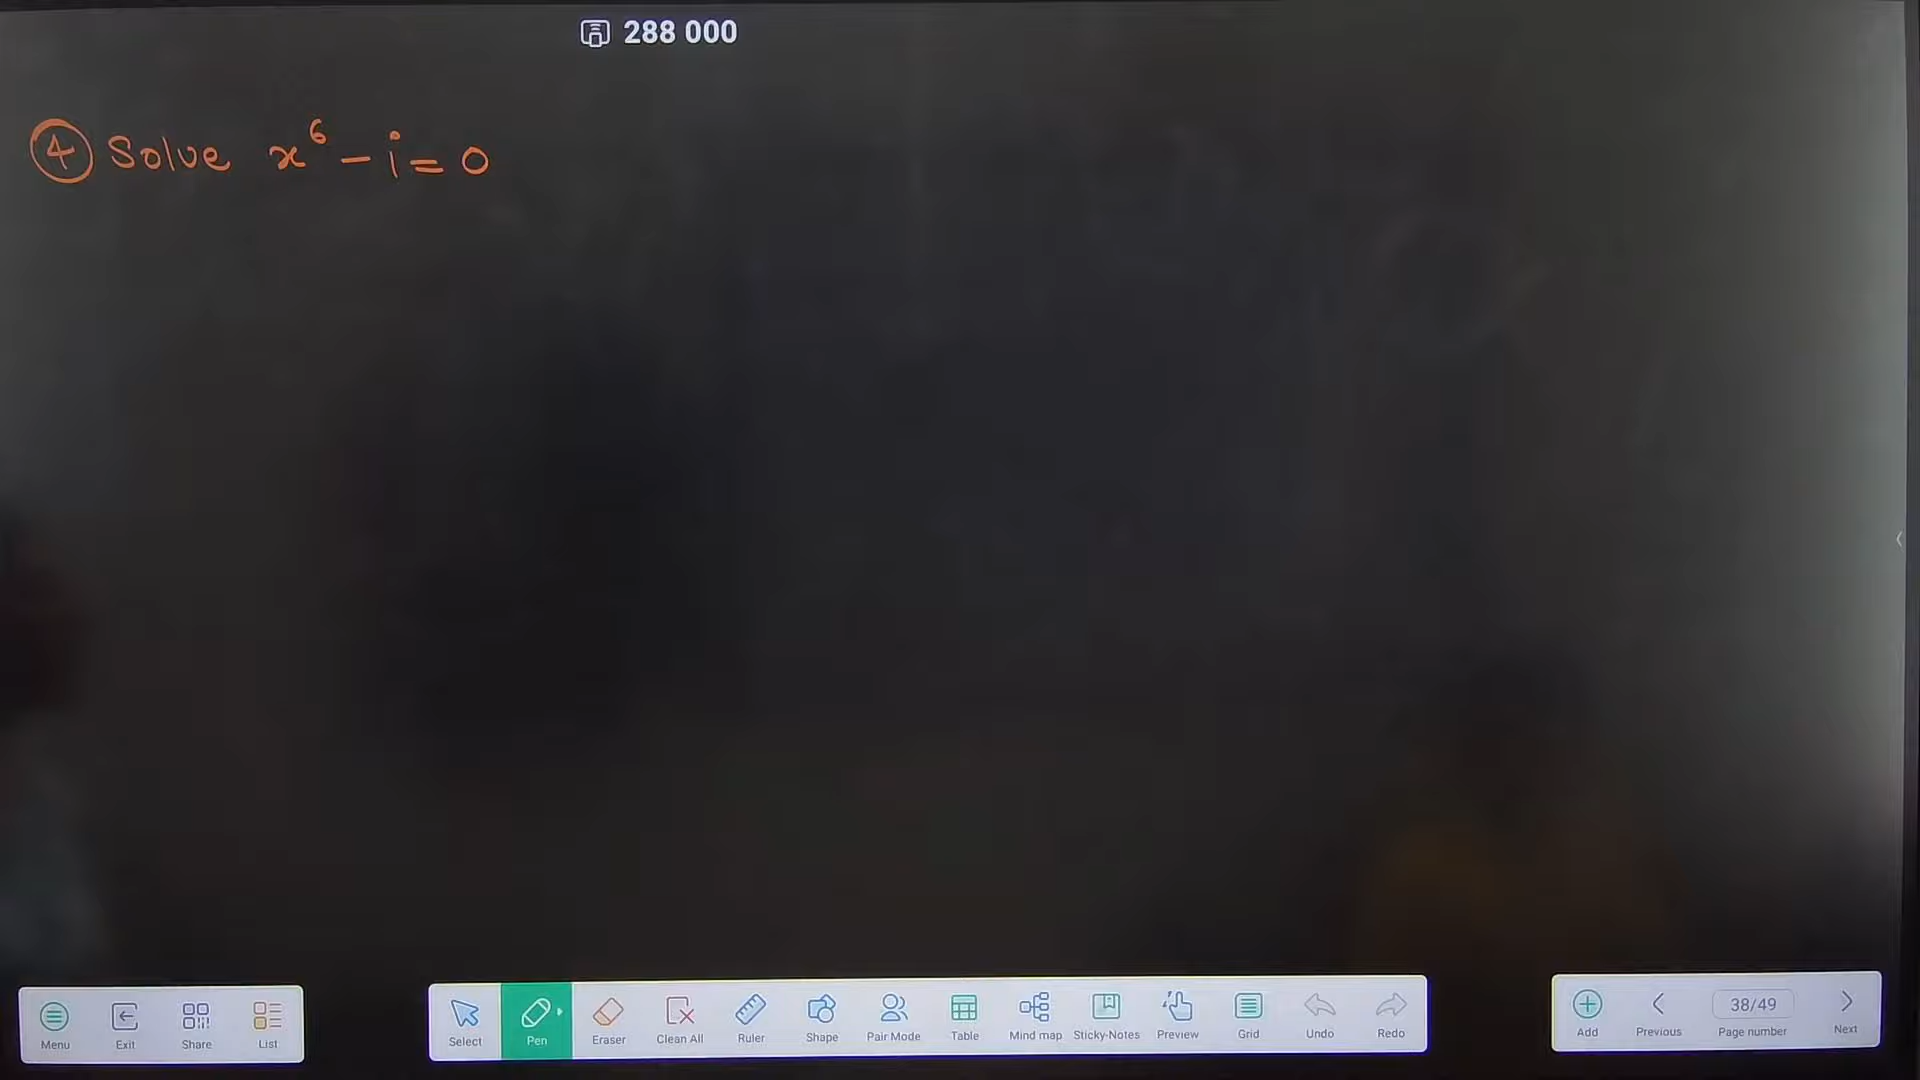 288 000
④ Solve x⁶ - i = 0
Menu Exit Share List
Select Pen Eraser Clean All Ruler Shape Pair Mode Table Mind map Sticky-Notes Preview Grid Undo Redo
Add Previous 38/49 Page number Next